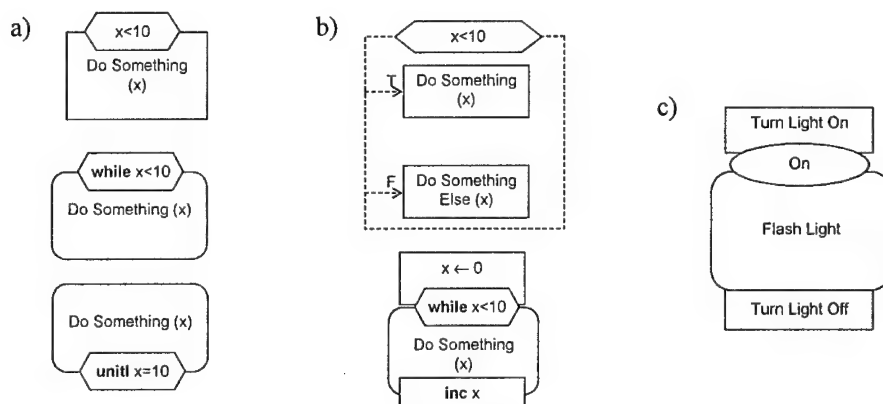 a)
x<10
Do Something
(x)
while x<10
Do Something (x)
Do Something (x)
unitl x=10
b)
x<10
T
Do Something
(x)
F
Do Something
Else (x)
x ← 0
while x<10
Do Something
(x)
inc x
c)
Turn Light On
On
Flash Light
Turn Light Off